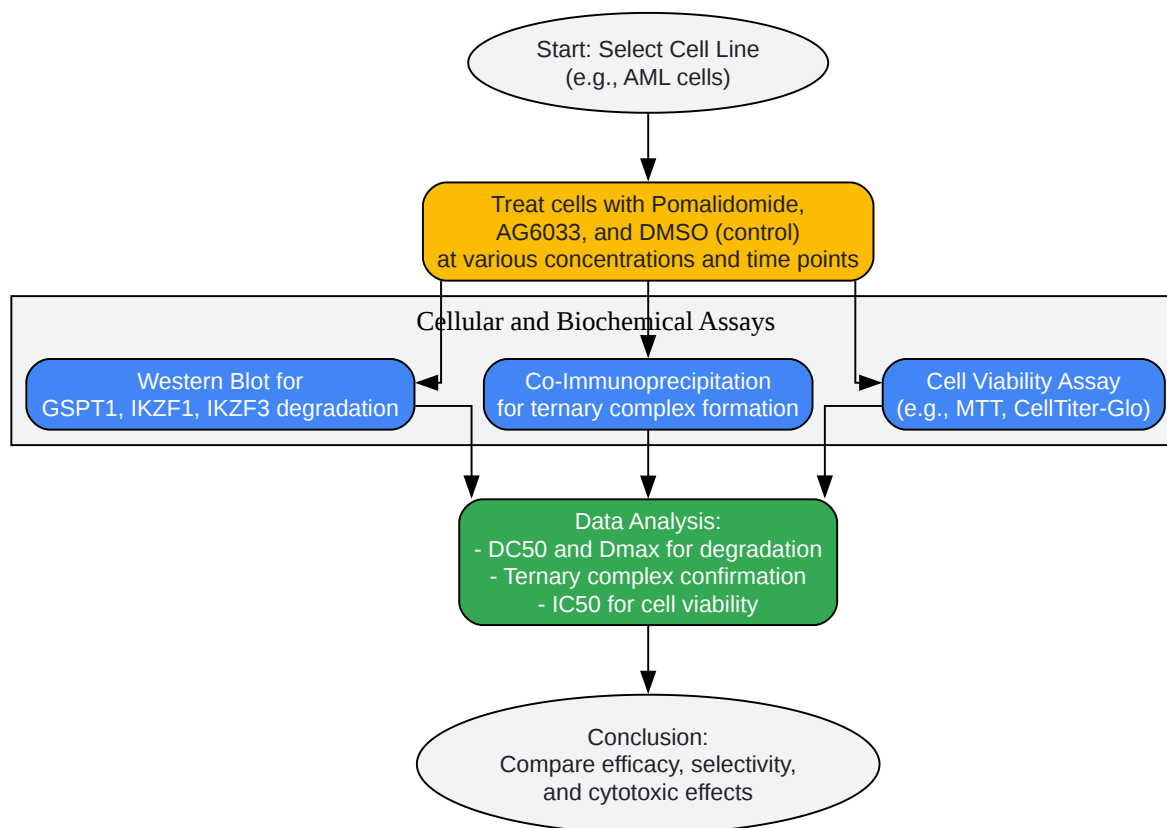 Start: Select Cell Line
(e.g., AML cells)
Treat cells with Pomalidomide,
AG6033, and DMSO (control)
at various concentrations and time points
Cellular and Biochemical Assays
Western Blot for
GSPT1, IKZF1, IKZF3 degradation
Co-Immunoprecipitation
for ternary complex formation
Cell Viability Assay
(e.g., MTT, CellTiter-Glo)
Data Analysis:
- DC50 and Dmax for degradation
- Ternary complex confirmation
- IC50 for cell viability
Conclusion:
Compare efficacy, selectivity,
and cytotoxic effects